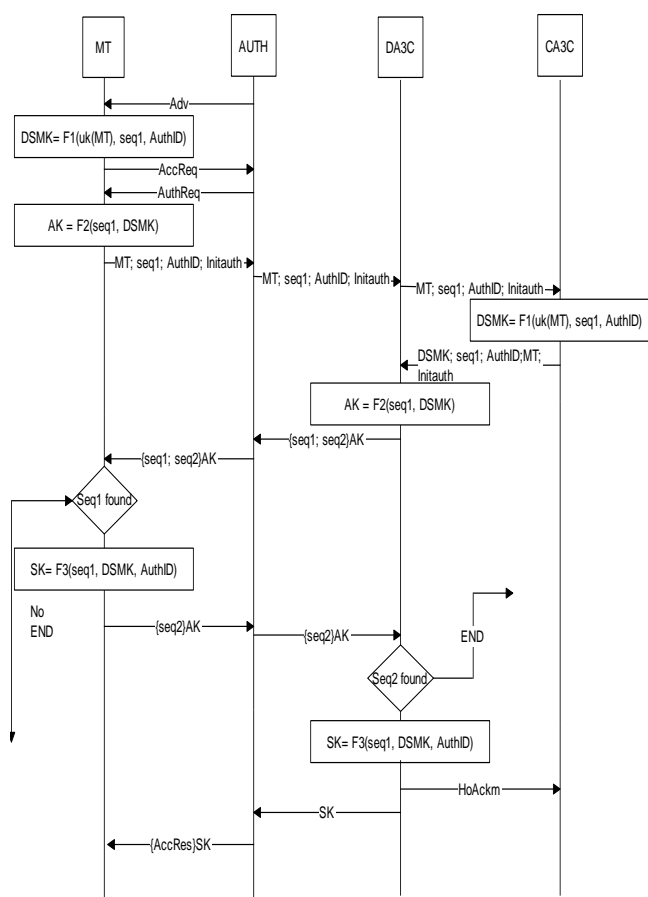 MT
AUTH
DA3C
CA3C
Adv
DSMK= F1(uk(MT), seq1, AuthID)
AccReq
AuthReq
AK = F2(seq1, DSMK)
MT; seq1; AuthID; Initauth
MT; seq1; AuthID; Initauth
MT; seq1; AuthID; Initauth
DSMK= F1(uk(MT), seq1, AuthID)
DSMK; seq1; AuthID;MT;
Initauth
AK = F2(seq1, DSMK)
{seq1; seq2}AK
{seq1; seq2}AK
Seq1 found
SK= F3(seq1, DSMK, AuthID)
No
END
{seq2}AK
{seq2}AK
END
Seq2 found
SK= F3(seq1, DSMK, AuthID)
HoAckm
SK
{AccRes}SK